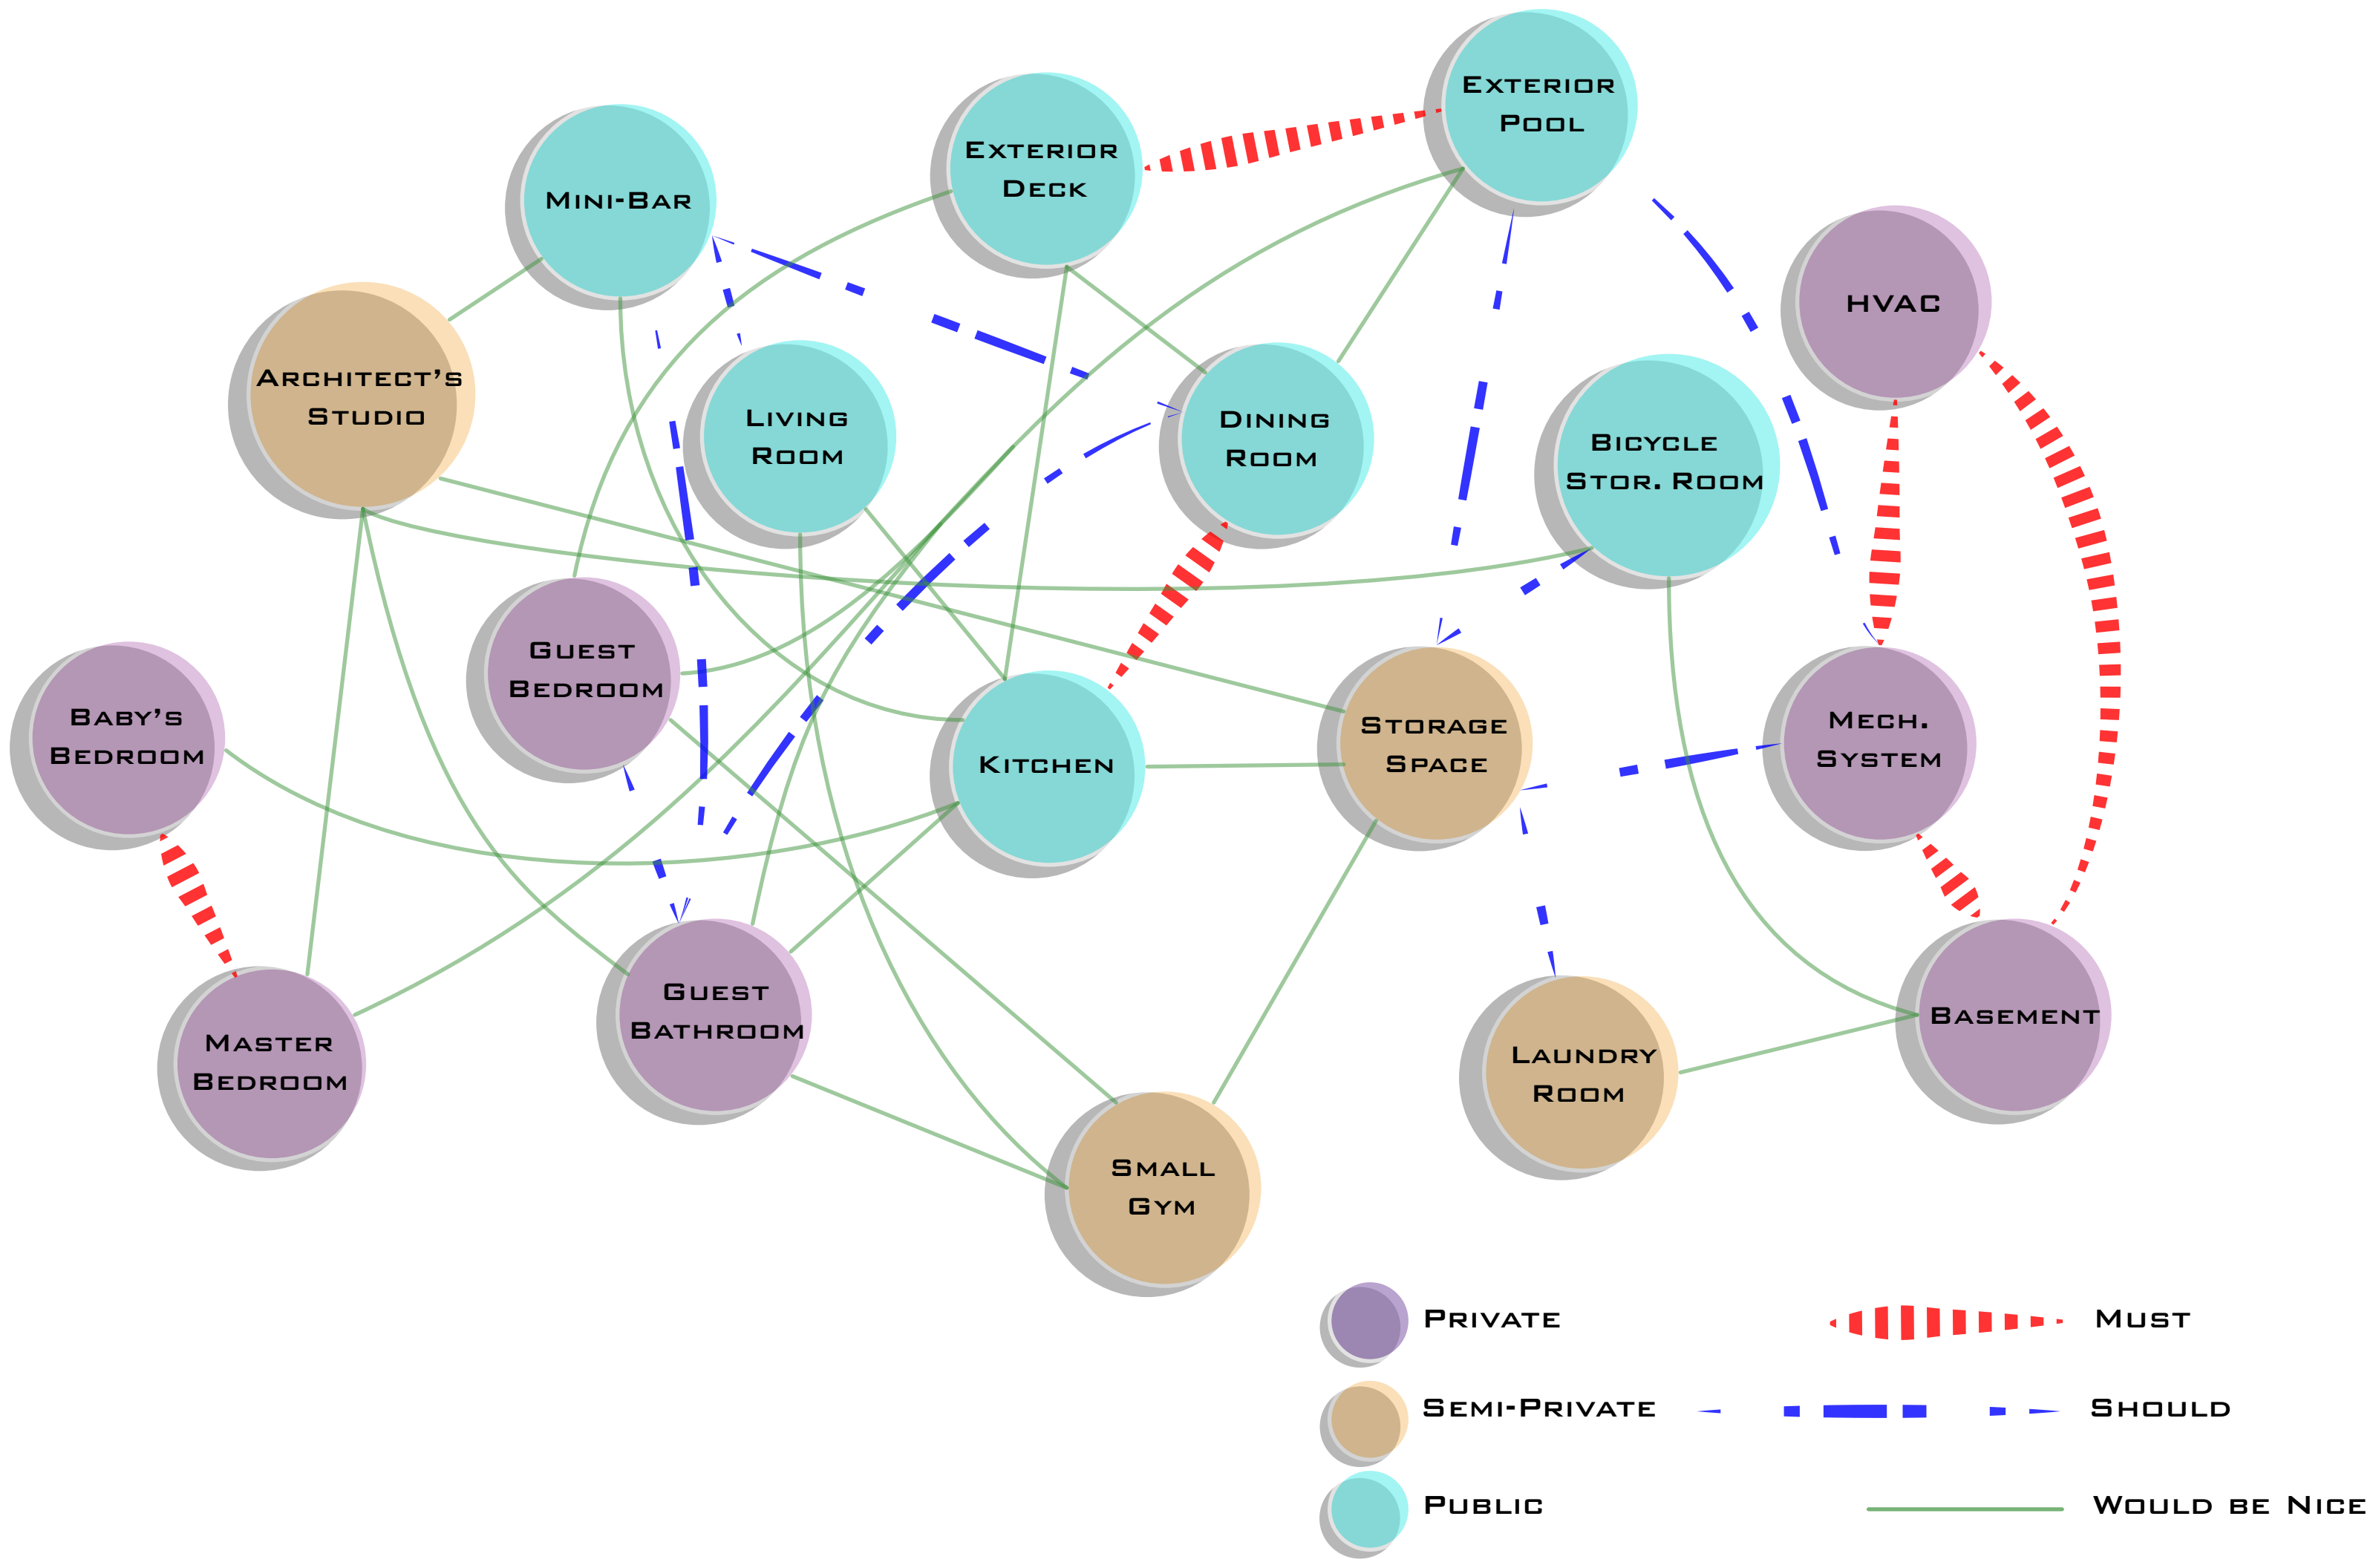 Exterior
Pool
Exterior
Deck
Mini-Bar
HVAC
Architect's
Studio
Living
Room
Dining
Room
Bicycle
Stor. Room
Guest
Bedroom
Baby's
Bedroom
Kitchen
Storage
Space
Mech.
System
Guest
Bathroom
Master
Bedroom
Laundry
Room
Basement
Small
Gym
Private
Must
Semi-Private
Should
Public
Would be Nice